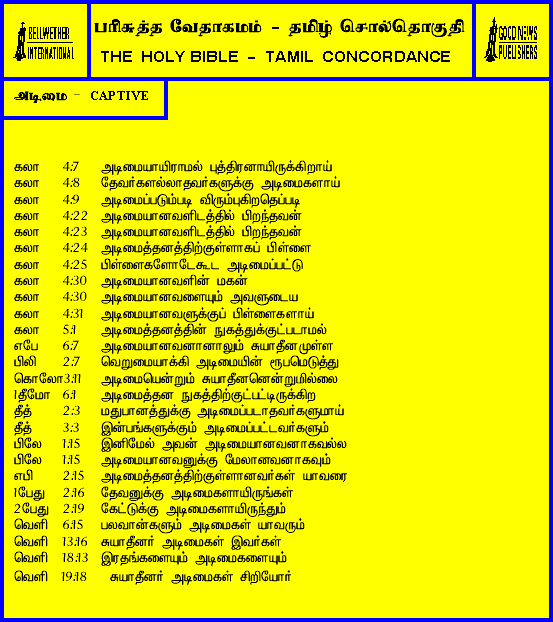 BELLWETHER
INTERNATIONAL
பரிசுத்த வேதாகமம் - தமிழ் சொல்தொகுதி
THE HOLY BIBLE - TAMIL CONCORDANCE
GOOD NEWS
PUBLISHERS
அடிமை - CAPTIVE
கலா 4:7 அடிமையாயிராமல் புத்திரனாயிருக்கிறாய்
கலா 4:8 தேவர்களல்லாதவர்களுக்கு அடிமைகளாய்
கலா 4:9 அடிமைப்படும்படி விரும்புகிறதெப்படி
கலா 4:22 அடிமையானவளிடத்தில் பிறந்தவன்
கலா 4:23 அடிமையானவளிடத்தில் பிறந்தவன்
கலா 4:24 அடிமைத்தனத்திற்குள்ளாகப் பிள்ளை
கலா 4:25 பிள்ளைகளோடேகூட அடிமைப்பட்டு
கலா 4:30 அடிமையானவளின் மகன்
கலா 4:30 அடிமையானவளையும் அவளுடைய
கலா 4:31 அடிமையானவளுக்குப் பிள்ளைகளாய்
கலா 5:1 அடிமைத்தனத்தின் நுகத்துக்குட்படாமல்
எபே 6:7 அடிமையானவனானாலும் சுயாதீனமுள்ள
பிலி 2:7 வெறுமையாக்கி அடிமையின் ரூபமெடுத்து
கொலோ3:11 அடிமையென்றும் சுயாதீனனென்றுமில்லை
1தீமோ 6:1 அடிமைத்தன நுகத்திற்குட்பட்டிருக்கிற
தீத் 2:3 மதுபானத்துக்கு அடிமைப்படாதவர்களுமாய்
தீத் 3:3 இன்பங்களுக்கும் அடிமைப்பட்டவர்களும்
பிலே 1:15 இனிமேல் அவன் அடிமையானவனாகவல்ல
பிலே 1:15 அடிமையானவனுக்கு மேலானவனாகவும்
எபி 2:15 அடிமைத்தனத்திற்குள்ளானவர்கள் யாவரை
1பேது 2:16 தேவனுக்கு அடிமைகளாயிருங்கள்
2பேது 2:19 கேட்டுக்கு அடிமைகளாயிருந்தும்
வெளி 6:15 பலவான்களும் அடிமைகள் யாவரும்
வெளி 13:16 சுயாதீனர் அடிமைகள் இவர்கள்
வெளி 18:13 இரதங்களையும் அடிமைகளையும்
வெளி 19:18 சுயாதீனர் அடிமைகள் சிறியோர்